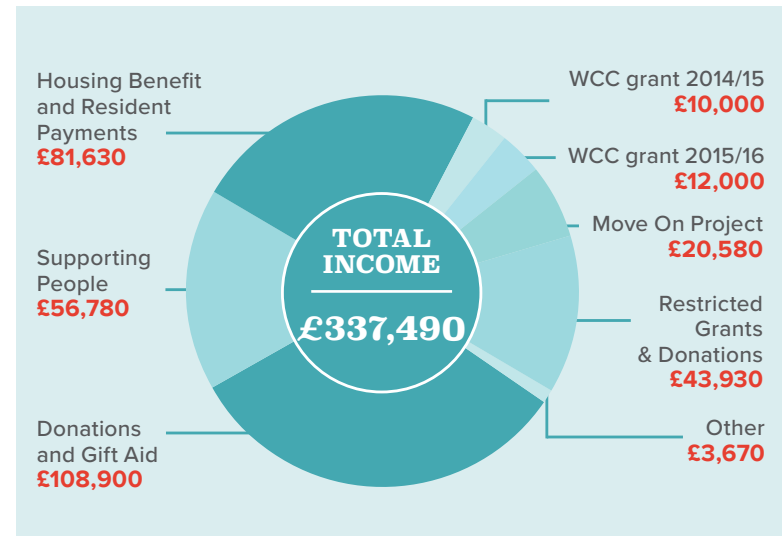 Housing Benefit
and Resident
Payments
£81,630
Supporting
People
£56,780
Donations
and Gift Aid
£108,900
TOTAL
INCOME
£337,490
WCC grant 2014/15
£10,000
WCC grant 2015/16
£12,000
Move On Project
£20,580
Restricted
Grants
& Donations
£43,930
Other
£3,670